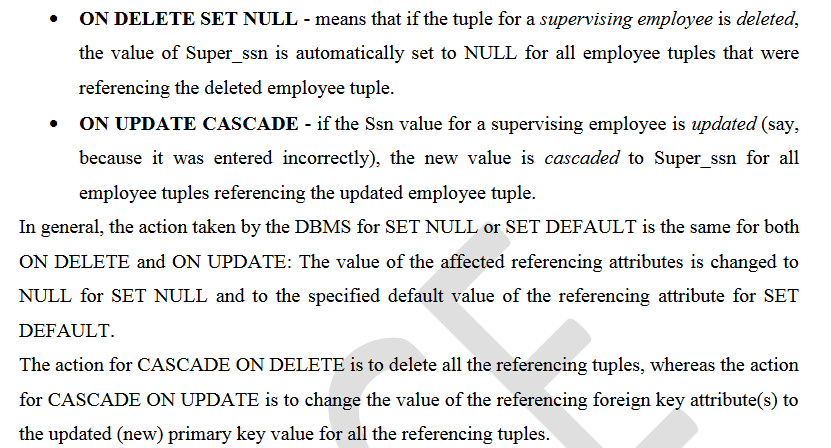 • ON DELETE SET NULL - means that if the tuple for a supervising employee is deleted,
the value of Super_ssn is automatically set to NULL for all employee tuples that were
referencing the deleted employee tuple.
• ON UPDATE CASCADE - if the Ssn value for a supervising employee is updated (say,
because it was entered incorrectly), the new value is cascaded to Super_ssn for all
employee tuples referencing the updated employee tuple.
In general, the action taken by the DBMS for SET NULL or SET DEFAULT is the same for both
ON DELETE and ON UPDATE: The value of the affected referencing attributes is changed to
NULL for SET NULL and to the specified default value of the referencing attribute for SET
DEFAULT.
The action for CASCADE ON DELETE is to delete all the referencing tuples, whereas the action
for CASCADE ON UPDATE is to change the value of the referencing foreign key attribute(s) to
the updated (new) primary key value for all the referencing tuples.